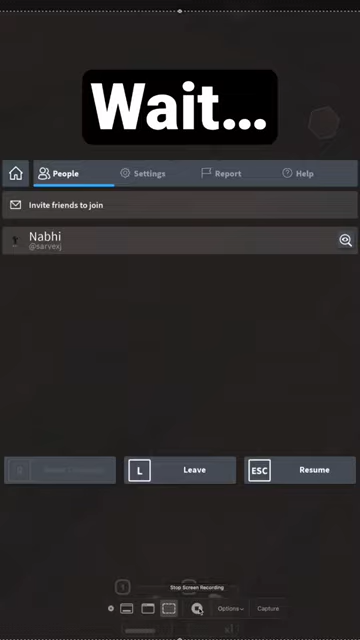 Wait...
People
Settings
Report
Help
Invite friends to join
Nabhi
@sarvexj
L
Leave
ESC
Resume
Stop Screen Recording
Options
Capture